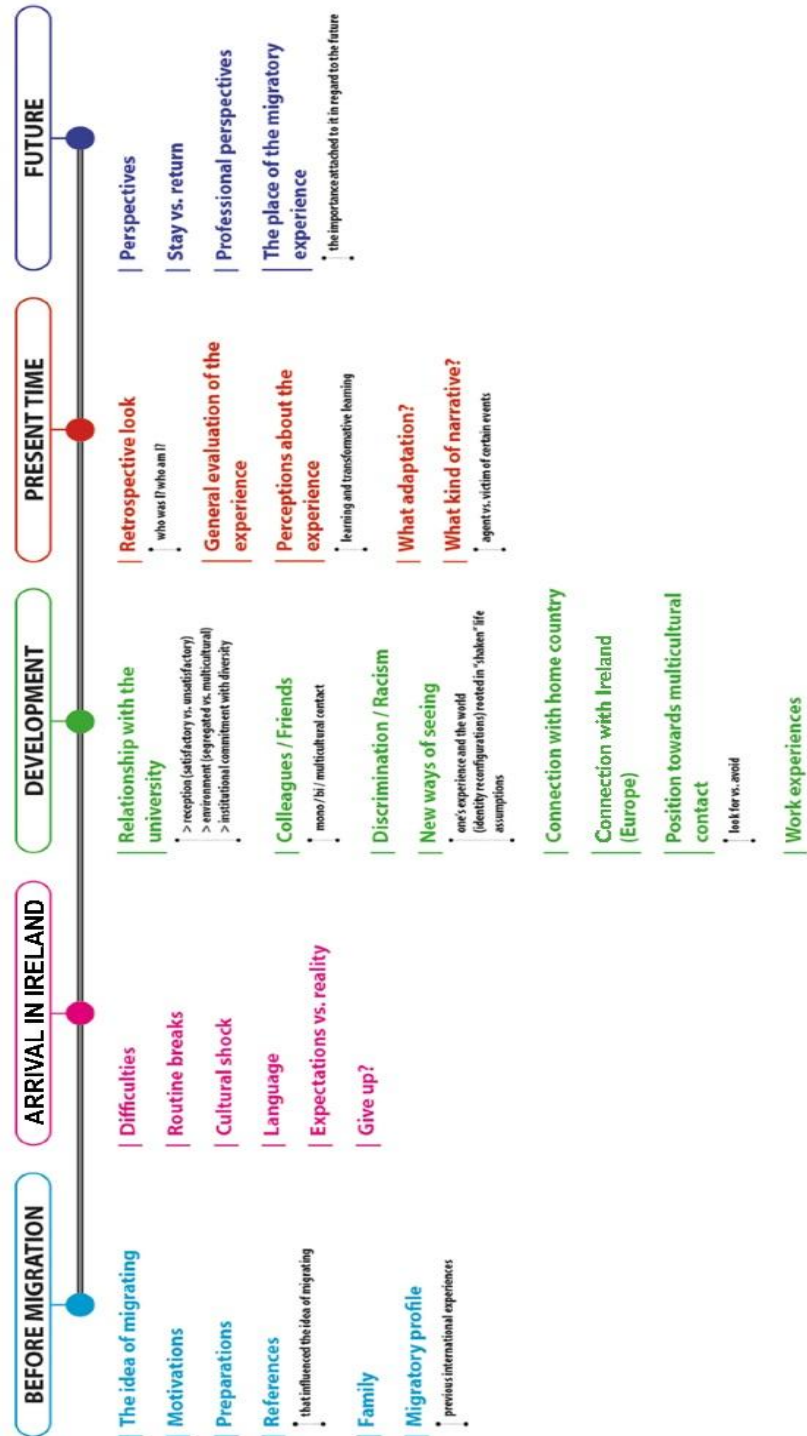 BEFORE MIGRATION
The idea of migrating
Motivations
Preparations
References
that influenced the idea of migrating
Family
Migratory profile
previous international experiences
ARRIVAL IN IRELAND
Difficulties
Routine breaks
Cultural shock
Language
Expectations vs. reality
Give up?
DEVELOPMENT
Relationship with the
university
> reception (satisfactory vs. unsatisfactory)
> environment (segregated vs. multicultural)
> institutional commitment with diversity
Colleagues / Friends
mono / bi / multicultural contact
Discrimination / Racism
New ways of seeing
one's experience and the world
(identity reconfigurations) rooted in "shaken" life
assumptions
Connection with home country
Connection with Ireland
(Europe)
Position towards multicultural
contact
look for vs. avoid
Work experiences
PRESENT TIME
Retrospective look
who was I? who am I?
General evaluation of the
experience
Perceptions about the
experience
learning and transformative learning
What adaptation?
What kind of narrative?
agent vs. victim of certain events
FUTURE
Perspectives
Stay vs. return
Professional perspectives
The place of the migratory
experience
the importance attached to it in regard to the future